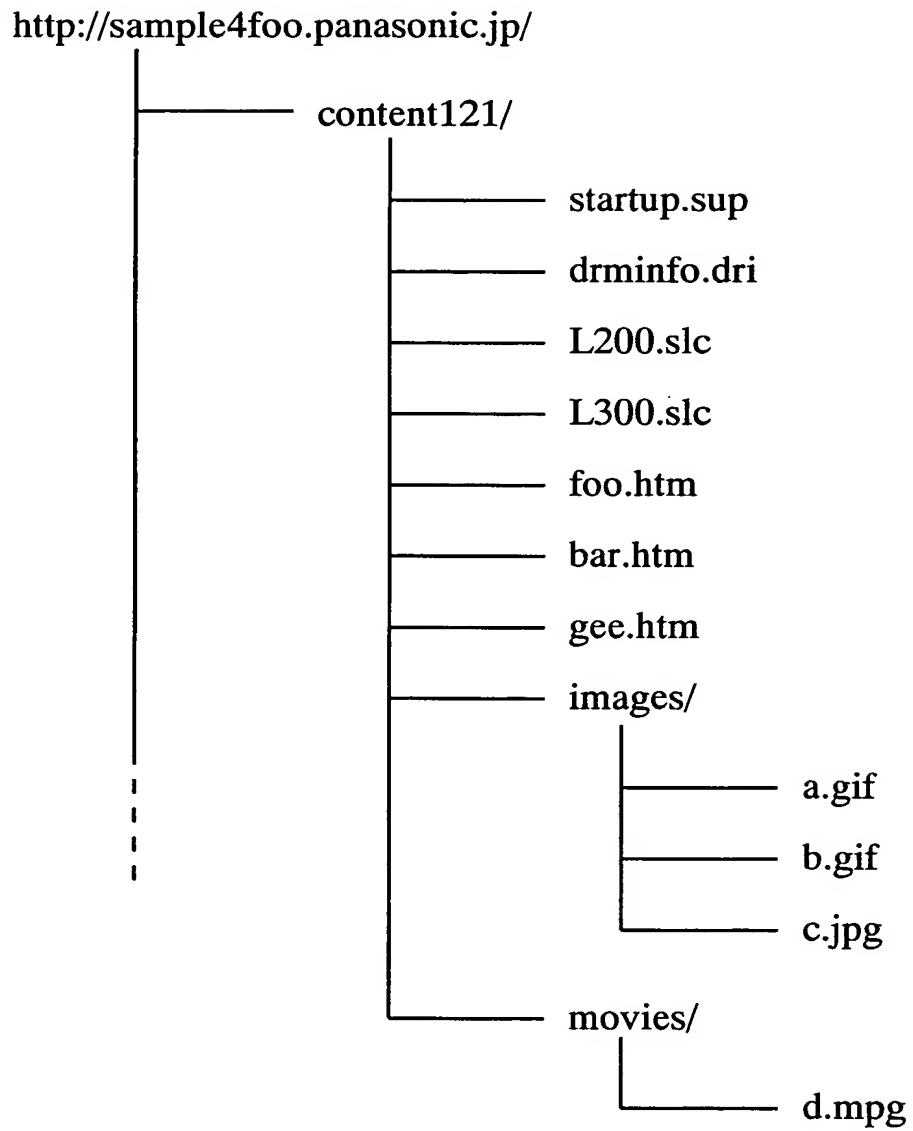 http://sample4foo.panasonic.jp/
content121/
startup.sup
drminfo.dri
L200.slc
L300.slc
foo.htm
bar.htm
gee.htm
images/
a.gif
b.gif
c.jpg
movies/
d.mpg